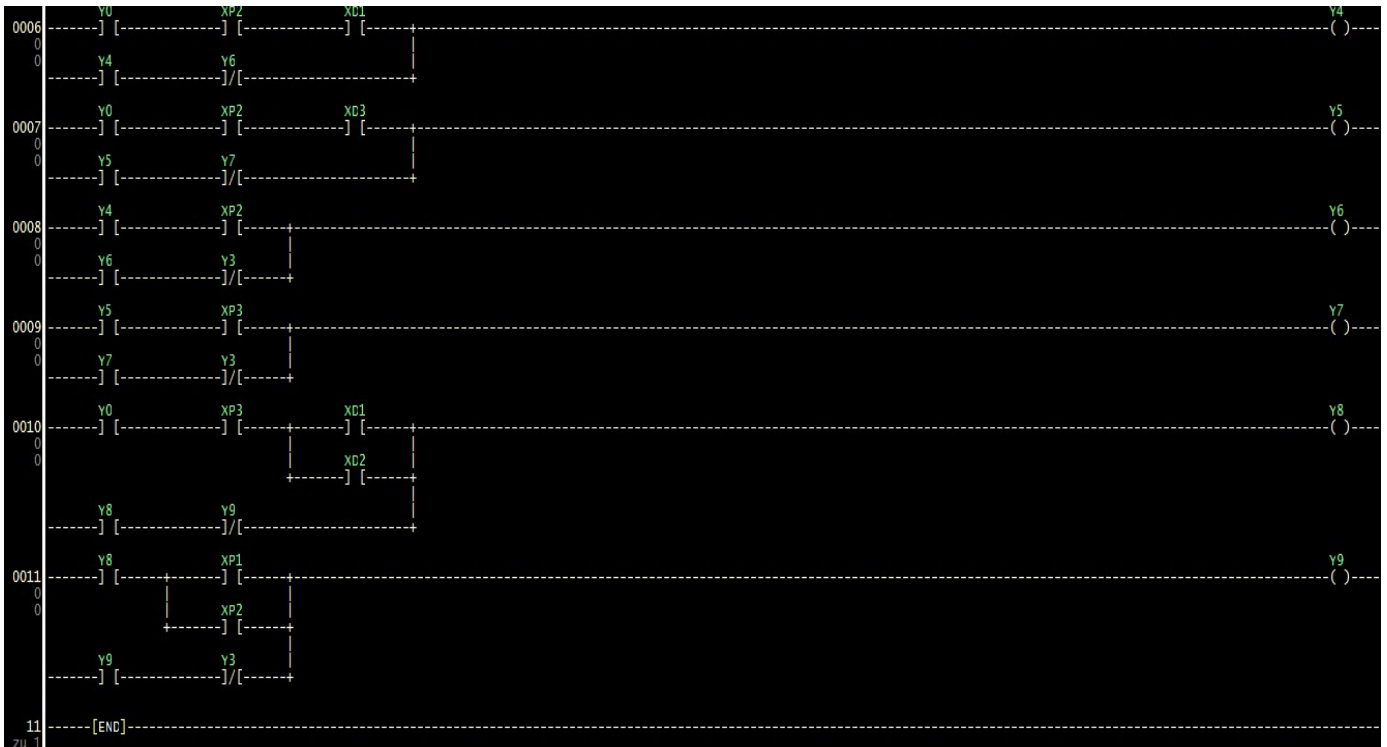 Y0 XP2 XD1 Y4
0006 ] [ ] [ ] [ ( )
0
0
Y4 Y6
] [ ]/[
Y0 XP2 XD3 Y5
0007 ] [ ] [ ] [ ( )
0
0
Y5 Y7
] [ ]/[
Y4 XP2 Y6
0008 ] [ ] [ ( )
0
0
Y6 Y3
] [ ]/[
Y5 XP3 Y7
0009 ] [ ] [ ( )
0
0
Y7 Y3
] [ ]/[
Y0 XP3 XD1 Y8
0010 ] [ ] [ ] [ ( )
0
0
XD2
] [
Y8 Y9
] [ ]/[
Y8 XP1 Y9
0011 ] [ ] [ ( )
0
0
XP2
] [
Y9 Y3
] [ ]/[
11 [END]